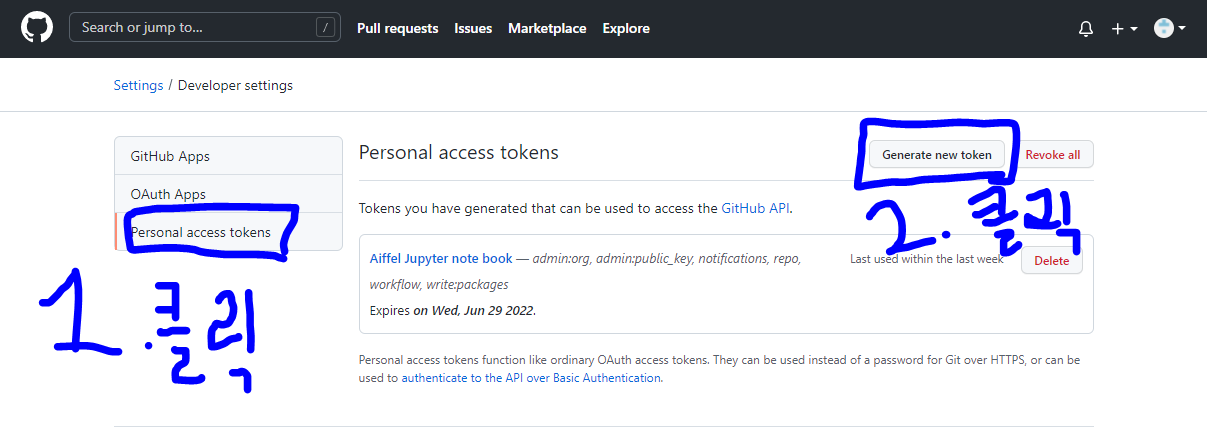 Search or jump to... /
Pull requests Issues Marketplace Explore
Settings / Developer settings
GitHub Apps
OAuth Apps
Personal access tokens
1. 클릭
Personal access tokens
Generate new token
Revoke all
2. 클릭
Tokens you have generated that can be used to access the GitHub API.
Aiffel Jupyter note book — admin:org, admin:public_key, notifications, repo,
workflow, write:packages
Last used within the last week
Delete
Expires on Wed, Jun 29 2022.
Personal access tokens function like ordinary OAuth access tokens. They can be used instead of a password for Git over HTTPS, or can be
used to authenticate to the API over Basic Authentication.